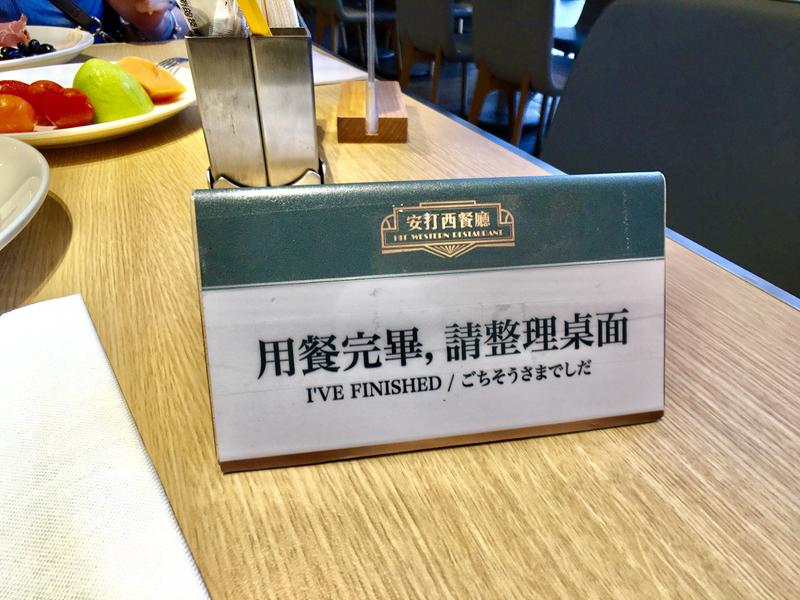 安打西餐廳
HIT WESTERN RESTAURANT
用餐完畢, 請整理桌面
I'VE FINISHED / ごちそうさまでしだ